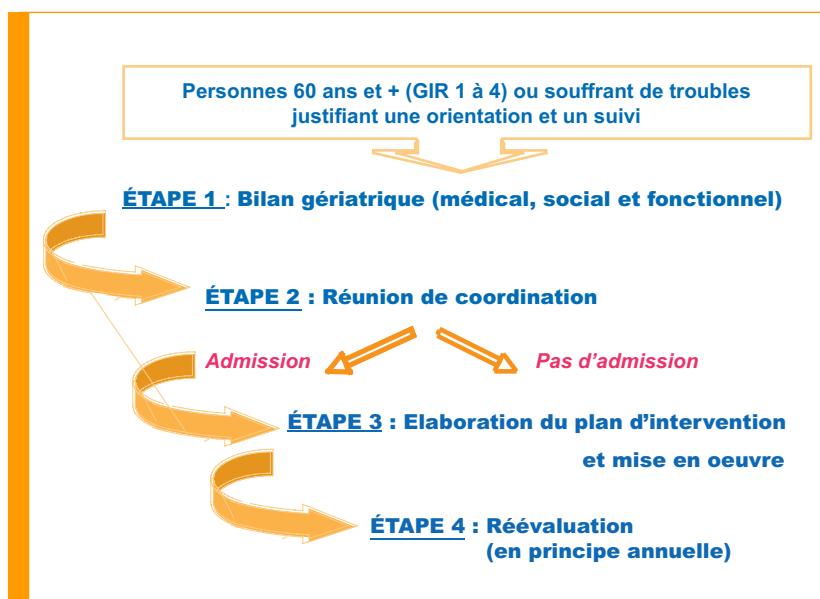 Personnes 60 ans et + (GIR 1 à 4) ou souffrant de troubles
justifiant une orientation et un suivi
ÉTAPE 1 : Bilan gériatrique (médical, social et fonctionnel)
ÉTAPE 2 : Réunion de coordination
Admission
Pas d’admission
ÉTAPE 3 : Elaboration du plan d’intervention
et mise en oeuvre
ÉTAPE 4 : Réévaluation
(en principe annuelle)